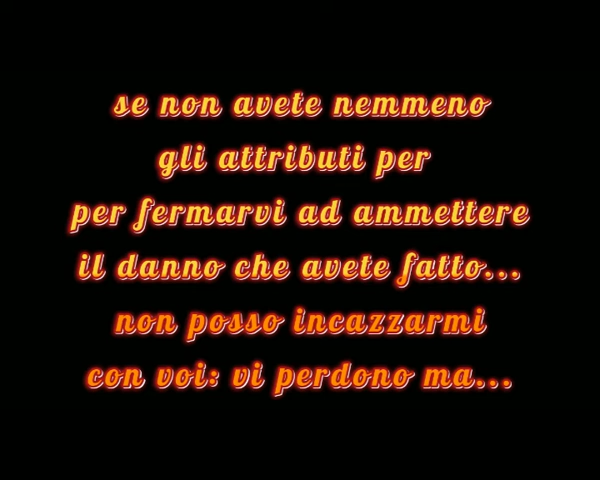 se non avete nemmeno
gli attributi per
per fermarvi ad ammettere
il danno che avete fatto...
non posso incazzarmi
con voi: vi perdono ma...